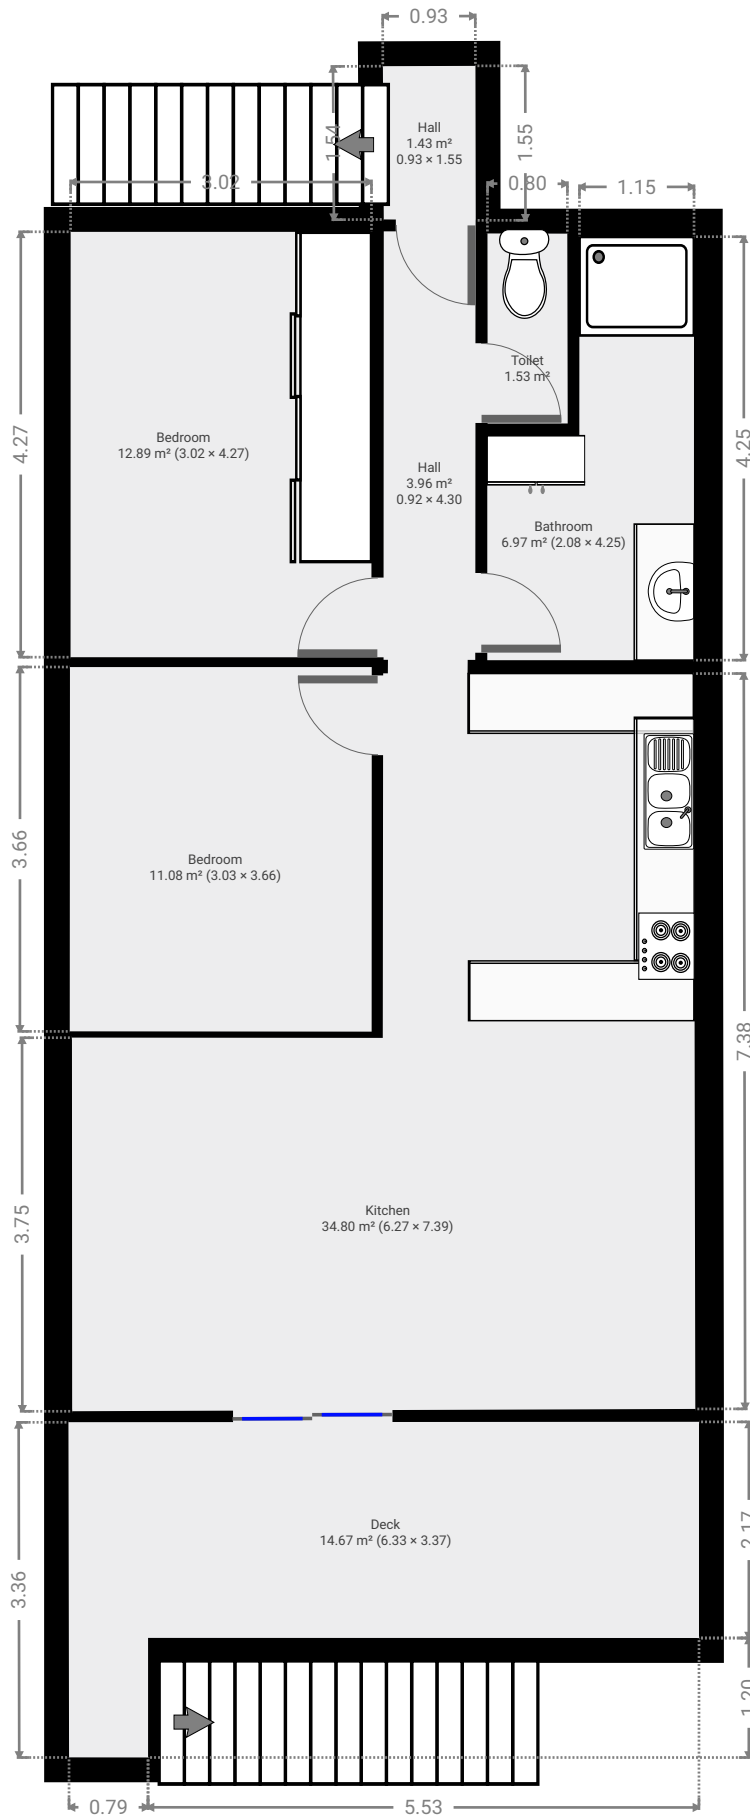 0.93
Hall
1.43 m²
0.93 × 1.55
1.54
1.55
3.02
0.80
1.15
Toilet
1.53 m²
4.27
4.25
Bedroom
12.89 m² (3.02 × 4.27)
Hall
3.96 m²
0.92 × 4.30
Bathroom
6.97 m² (2.08 × 4.25)
3.66
Bedroom
11.08 m² (3.03 × 3.66)
7.38
3.75
Kitchen
34.80 m² (6.27 × 7.39)
Deck
14.67 m² (6.33 × 3.37)
2.17
3.36
1.20
0.79
5.53